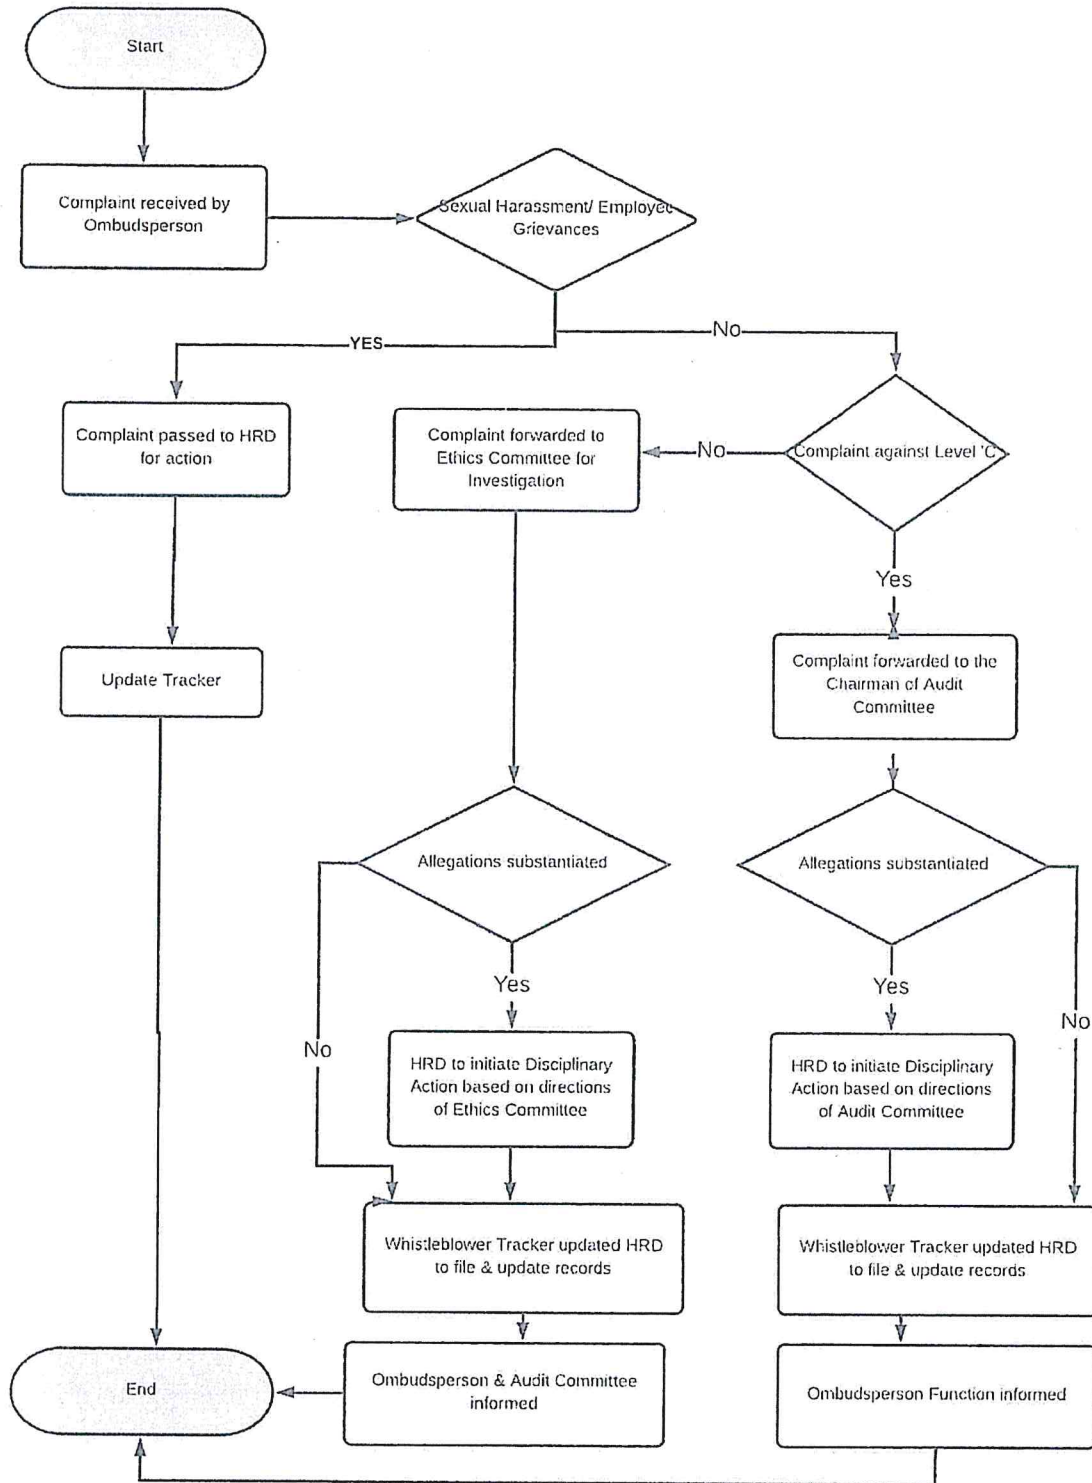 Start
Complaint received by
Ombudsperson
Sexual Harassment/ Employee
Grievances
YES
No
Complaint passed to HRD
for action
Complaint forwarded to
Ethics Committee for
Investigation
No
Complaint against Level 'C'
Yes
Update Tracker
Complaint forwarded to the
Chairman of Audit
Committee
Allegations substantiated
Allegations substantiated
Yes
Yes
No
No
HRD to initiate Disciplinary
Action based on directions
of Ethics Committee
HRD to initiate Disciplinary
Action based on directions
of Audit Committee
Whistleblower Tracker updated HRD
to file & update records
Whistleblower Tracker updated HRD
to file & update records
End
Ombudsperson & Audit Committee
informed
Ombudsperson Function informed